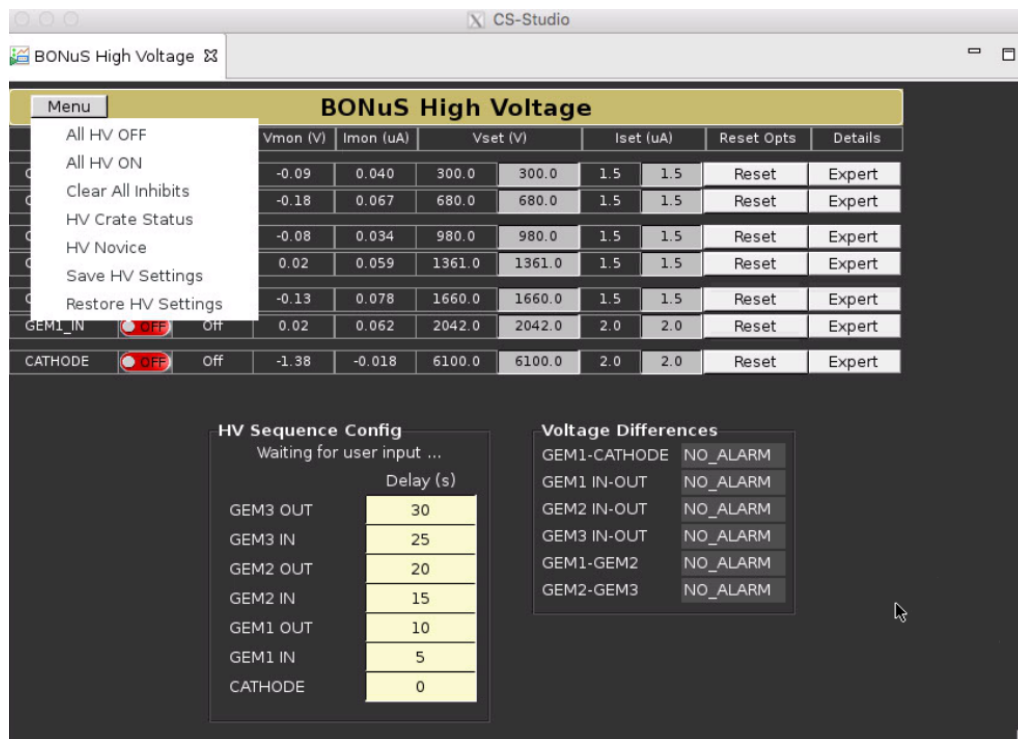 CS-Studio
BONuS High Voltage
Menu BONuS High Voltage
All HV OFF
All HV ON
Clear All Inhibits
HV Crate Status
HV Novice
Save HV Settings
Restore HV Settings
Vmon (V) Imon (uA) Vset (V) Iset (uA) Reset Opts Details
-0.09 0.040 300.0 300.0 1.5 1.5 Reset Expert
-0.18 0.067 680.0 680.0 1.5 1.5 Reset Expert
-0.08 0.034 980.0 980.0 1.5 1.5 Reset Expert
0.02 0.059 1361.0 1361.0 1.5 1.5 Reset Expert
-0.13 0.078 1660.0 1660.0 1.5 1.5 Reset Expert
GEM1_IN OFF Off 0.02 0.062 2042.0 2042.0 2.0 2.0 Reset Expert
CATHODE OFF Off -1.38 -0.018 6100.0 6100.0 2.0 2.0 Reset Expert
HV Sequence Config
Waiting for user input ...
Delay (s)
GEM3 OUT 30
GEM3 IN 25
GEM2 OUT 20
GEM2 IN 15
GEM1 OUT 10
GEM1 IN 5
CATHODE 0
Voltage Differences
GEM1-CATHODE NO_ALARM
GEM1 IN-OUT NO_ALARM
GEM2 IN-OUT NO_ALARM
GEM3 IN-OUT NO_ALARM
GEM1-GEM2 NO_ALARM
GEM2-GEM3 NO_ALARM